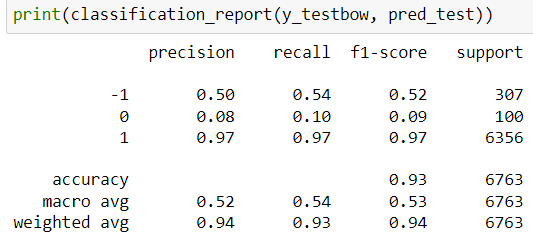 print(classification_report(y_testbow, pred_test))
precision recall f1-score support
-1 0.50 0.54 0.52 307
0 0.08 0.10 0.09 100
1 0.97 0.97 0.97 6356
accuracy 0.93 6763
macro avg 0.52 0.54 0.53 6763
weighted avg 0.94 0.93 0.94 6763